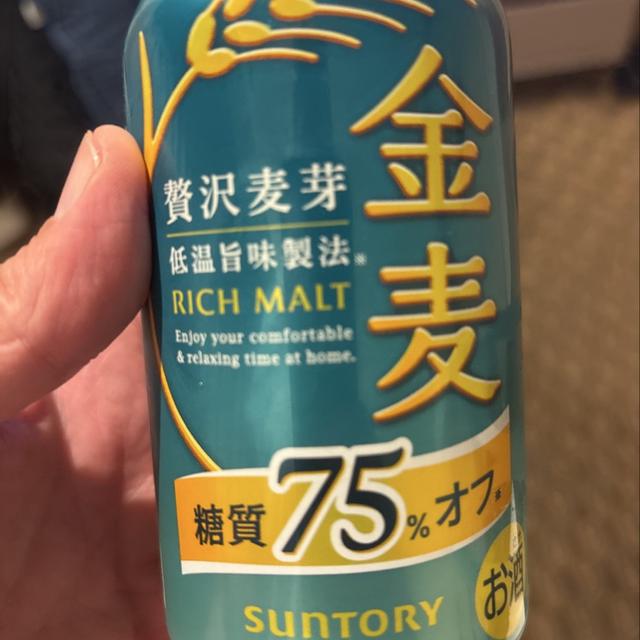 金麦
贅沢麦芽
低温旨味製法※
RICH MALT
Enjoy your comfortable
& relaxing time at home.
糖質75%オフ※
SUNTORY
お酒